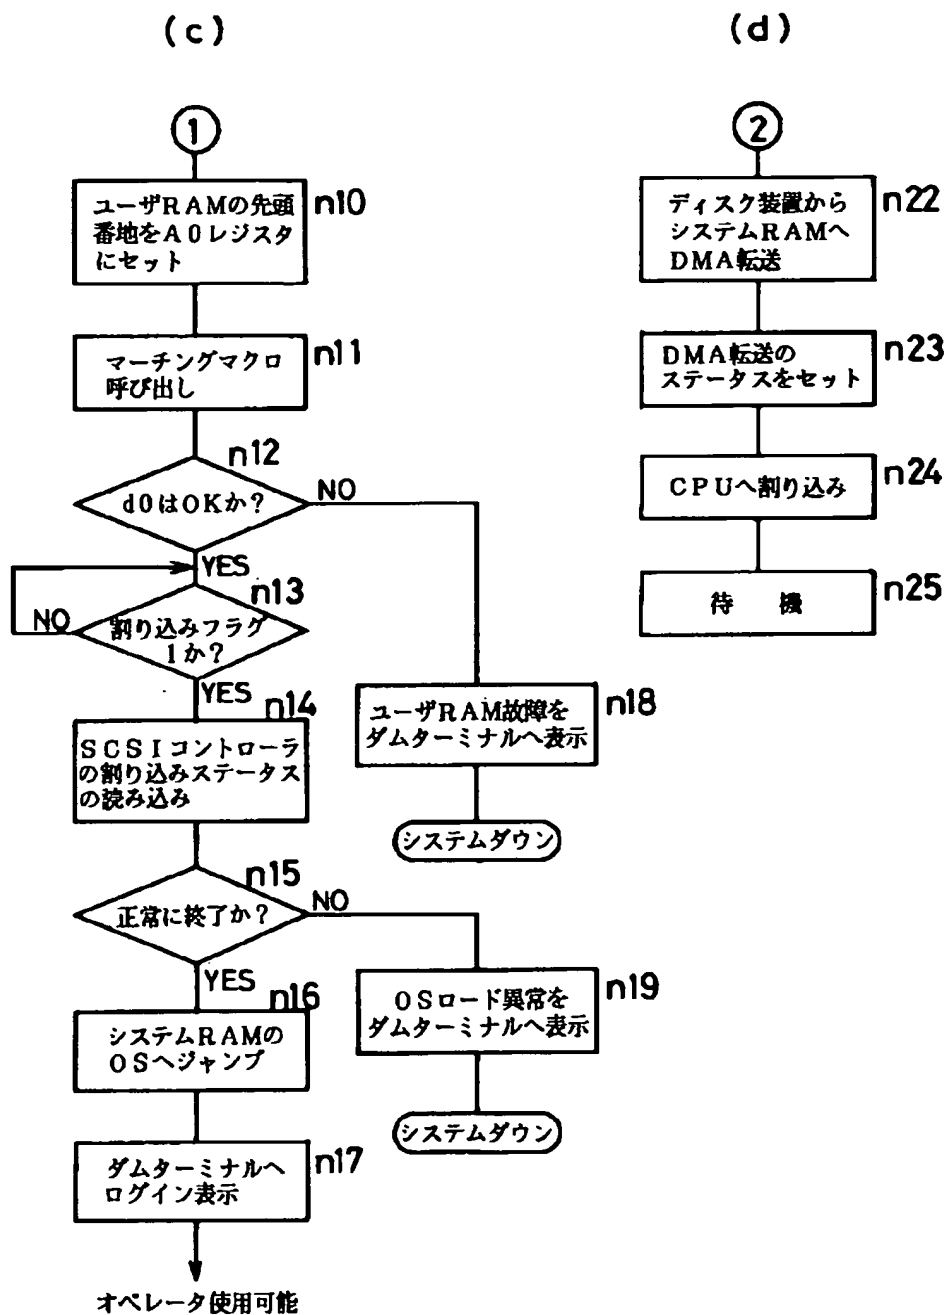 (c)
①
ユーザRAMの先頭
番地をA0レジスタ
にセット
n10
マーチングマクロ
呼び出し
n11
n12
d0はOKか?
NO
YES
n13
割り込みフラグ
1か?
NO
YES
n14
SCSIコントローラ
の割り込みステータス
の読み込み
n15
正常に終了か?
NO
YES
n16
システムRAMの
OSへジャンプ
n17
ダムターミナルへ
ログイン表示
オペレータ使用可能
ユーザRAM故障を
ダムターミナルへ表示
n18
システムダウン
OSロード異常を
ダムターミナルへ表示
n19
システムダウン
(d)
②
ディスク装置から
システムRAMへ
DMA転送
n22
DMA転送の
ステータスをセット
n23
CPUへ割り込み
n24
待 機
n25